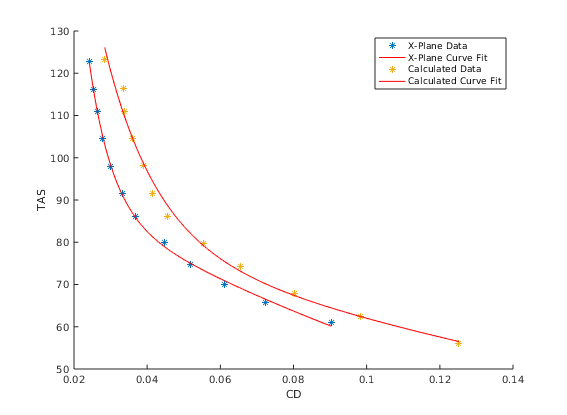 130
120
110
100
90
80
70
60
50
TAS
0.02
0.04
0.06
0.08
0.1
0.12
0.14
CD
X-Plane Data
X-Plane Curve Fit
Calculated Data
Calculated Curve Fit